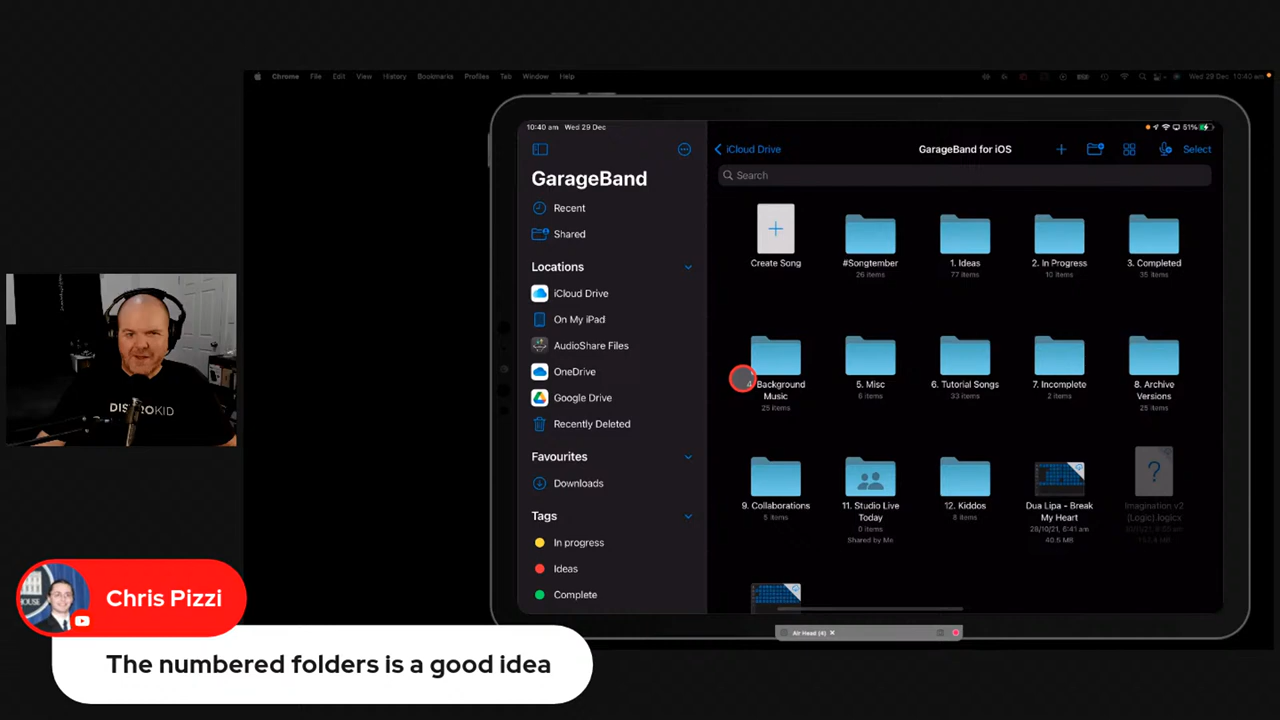 Chrome File Edit View History Bookmarks Profiles Tab Window Help
Wed 29 Dec 10:40 am
10:40 am Wed 29 Dec
51%
GarageBand
Recent
Shared
Locations
iCloud Drive
On My iPad
AudioShare Files
OneDrive
Google Drive
Recently Deleted
Favourites
Downloads
Tags
In progress
Ideas
Complete
iCloud Drive
GarageBand for iOS
Select
Search
Create Song
#Songtember
26 items
1. Ideas
77 items
2. In Progress
10 items
3. Completed
35 items
4. Background
Music
25 items
5. Misc
6 items
6. Tutorial Songs
33 items
7. Incomplete
2 items
8. Archive
Versions
25 items
9. Collaborations
5 items
11. Studio Live
Today
0 items
Shared by Me
12. Kiddos
8 items
Dua Lipa - Break
My Heart
28/10/21, 6:41 am
40.5 MB
?
Imagination v2
(Logic).logicx
Air Head (4)
DISTROKID
HOUSE
Chris Pizzi
The numbered folders is a good idea